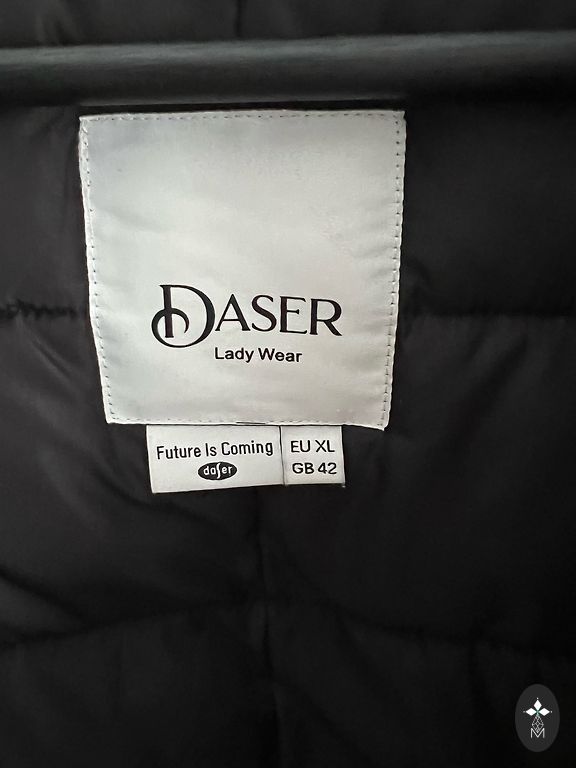 DASER
Lady Wear
Future Is Coming
daser
EU XL
GB 42
M